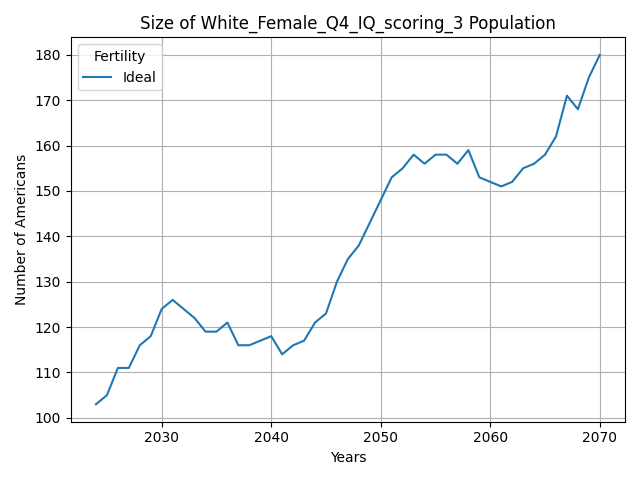 Size of White_Female_Q4_IQ_scoring_3 Population
Fertility
Ideal
Number of Americans
180
170
160
150
140
130
120
110
100
2030 2040 2050 2060 2070
Years